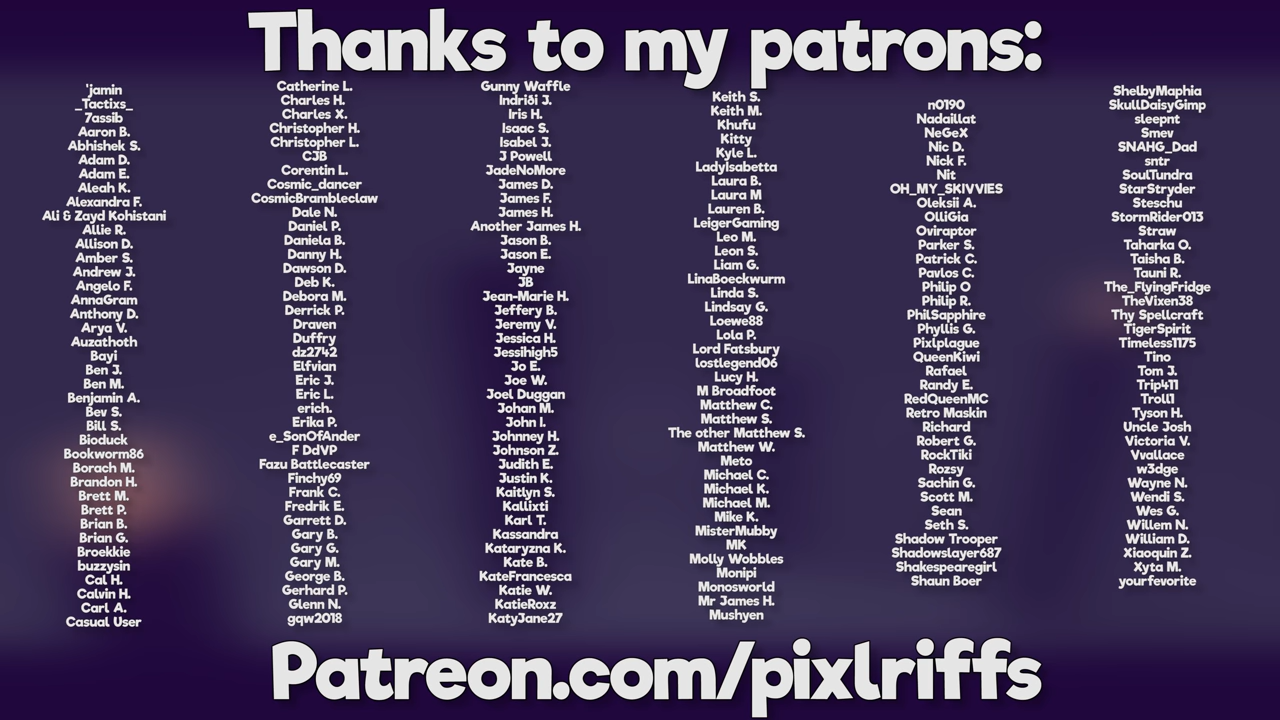 Thanks to my patrons:
'jamin
_Tactixs_
7assib
Aaron B.
Abhishek S.
Adam D.
Adam E.
Aleah K.
Alexandra F.
Ali & Zayd Kohistani
Allie R.
Allison D.
Amber S.
Andrew J.
Angelo F.
AnnaGram
Anthony D.
Arya V.
Auzathoth
Bayi
Ben J.
Ben M.
Benjamin A.
Bev S.
Bill S.
Bioduck
Bookworm86
Borach M.
Brandon H.
Brett M.
Brett P.
Brian B.
Brian G.
Broekkie
buzzysin
Cal H.
Calvin H.
Carl A.
Casual User
Catherine L.
Charles H.
Charles X.
Christopher H.
Christopher L.
CJB
Corentin L.
Cosmic_dancer
CosmicBrambleclaw
Dale N.
Daniel P.
Daniela B.
Danny H.
Dawson D.
Deb K.
Debora M.
Derrick P.
Draven
Duffry
dz2742
Elfvian
Eric J.
Eric L.
erich.
Erika P.
e_SonOfAnder
F DdVP
Fazu Battlecaster
Finchy69
Frank C.
Fredrik E.
Garrett D.
Gary B.
Gary G.
Gary M.
George B.
Gerhard P.
Glenn N.
gqw2018
Gunny Waffle
Indriði J.
Iris H.
Isaac S.
Isabel J.
J Powell
JadeNoMore
James D.
James F.
James H.
Another James H.
Jason B.
Jason E.
Jayne
JB
Jean-Marie H.
Jeffery B.
Jeremy V.
Jessica H.
Jessihigh5
Jo E.
Joe W.
Joel Duggan
Johan M.
John I.
Johnney H.
Johnson Z.
Judith E.
Justin K.
Kaitlyn S.
Kallixti
Karl T.
Kassandra
Kataryzna K.
Kate B.
KateFrancesca
Katie W.
KatieRoxz
KatyJane27
Keith S.
Keith M.
Khufu
Kitty
Kyle L.
LadyIsabetta
Laura B.
Laura M
Lauren B.
LeigerGaming
Leo M.
Leon S.
Liam G.
LinaBoeckwurm
Linda S.
Lindsay G.
Loewe88
Lola P.
Lord Fatsbury
lostlegend06
Lucy H.
M Broadfoot
Matthew C.
Matthew S.
The other Matthew S.
Matthew W.
Meto
Michael C.
Michael K.
Michael M.
Mike K.
MisterMubby
MK
Molly Wobbles
Monipi
Monosworld
Mr James H.
Mushyen
n0190
Nadaillat
NeGeX
Nic D.
Nick F.
Nit
OH_MY_SKIVVIES
Oleksii A.
OlliGia
Oviraptor
Parker S.
Patrick C.
Pavlos C.
Philip O
Philip R.
PhilSapphire
Phyllis G.
Pixlplague
QueenKiwi
Rafael
Randy E.
RedQueenMC
Retro Maskin
Richard
Robert G.
RockTiki
Rozsy
Sachin G.
Scott M.
Sean
Seth S.
Shadow Trooper
Shadowslayer687
Shakespearegirl
Shaun Boer
ShelbyMaphia
SkullDaisyGimp
sleepnt
Smev
SNAHG_Dad
sntr
SoulTundra
StarStryder
Steschu
StormRider013
Straw
Taharka O.
Taisha B.
Tauni R.
The_FlyingFridge
TheVixen38
Thy Spellcraft
TigerSpirit
Timeless1175
Tino
Tom J.
Trip411
Troll1
Tyson H.
Uncle Josh
Victoria V.
Vvallace
w3dge
Wayne N.
Wendi S.
Wes G.
Willem N.
William D.
Xiaoquin Z.
Xyta M.
yourfevorite
Patreon.com/pixlriffs